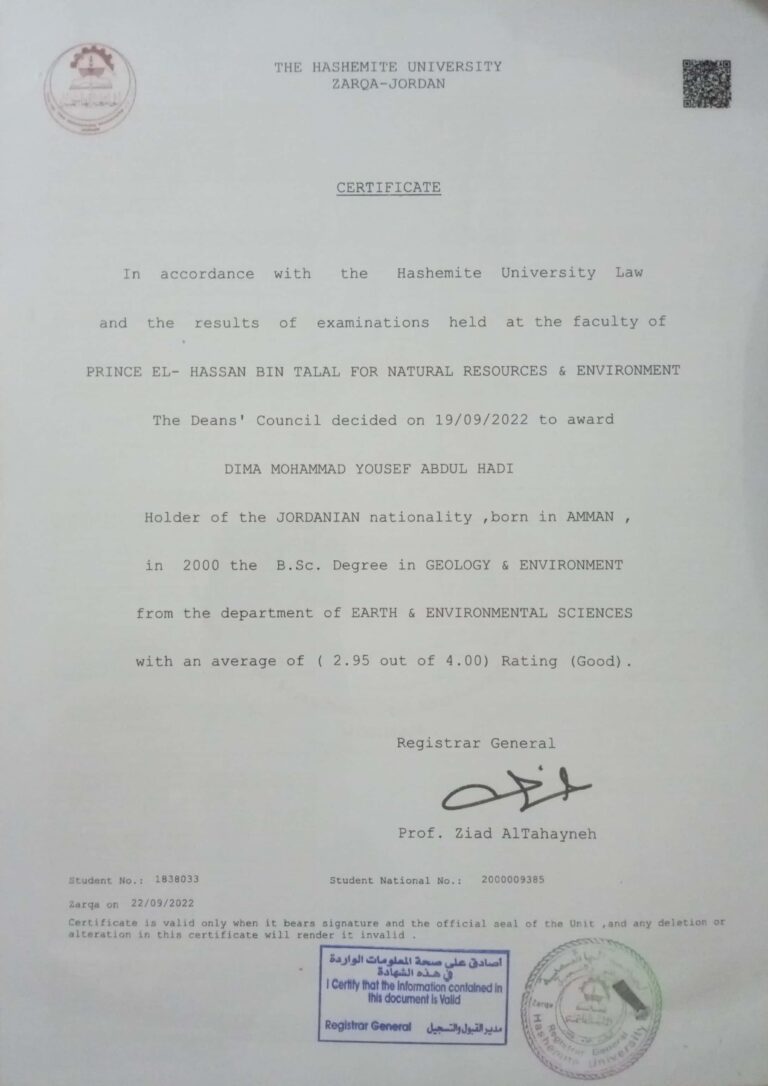 THE HASHEMITE UNIVERSITY
ZARQA-JORDAN
CERTIFICATE
In accordance with the Hashemite University Law
and the results of examinations held at the faculty of
PRINCE EL- HASSAN BIN TALAL FOR NATURAL RESOURCES & ENVIRONMENT
The Deans' Council decided on 19/09/2022 to award
DIMA MOHAMMAD YOUSEF ABDUL HADI
Holder of the JORDANIAN nationality ,born in AMMAN ,
in 2000 the B.Sc. Degree in GEOLOGY & ENVIRONMENT
from the department of EARTH & ENVIRONMENTAL SCIENCES
with an average of ( 2.95 out of 4.00) Rating (Good).
Registrar General
Prof. Ziad AlTahayneh
Student No.: 1838033 Student National No.: 2000009385
Zarqa on 22/09/2022
Certificate is valid only when it bears signature and the official seal of the Unit ,and any deletion or
alteration in this certificate will render it invalid .
اصادق على صحة المعلومات الواردة
في هذه الشهادة
I Certify that the Information contained in
this document is Valid
Registrar General مدير القبول والتسجيل
Zarqa
Registrar General
Hashemite University